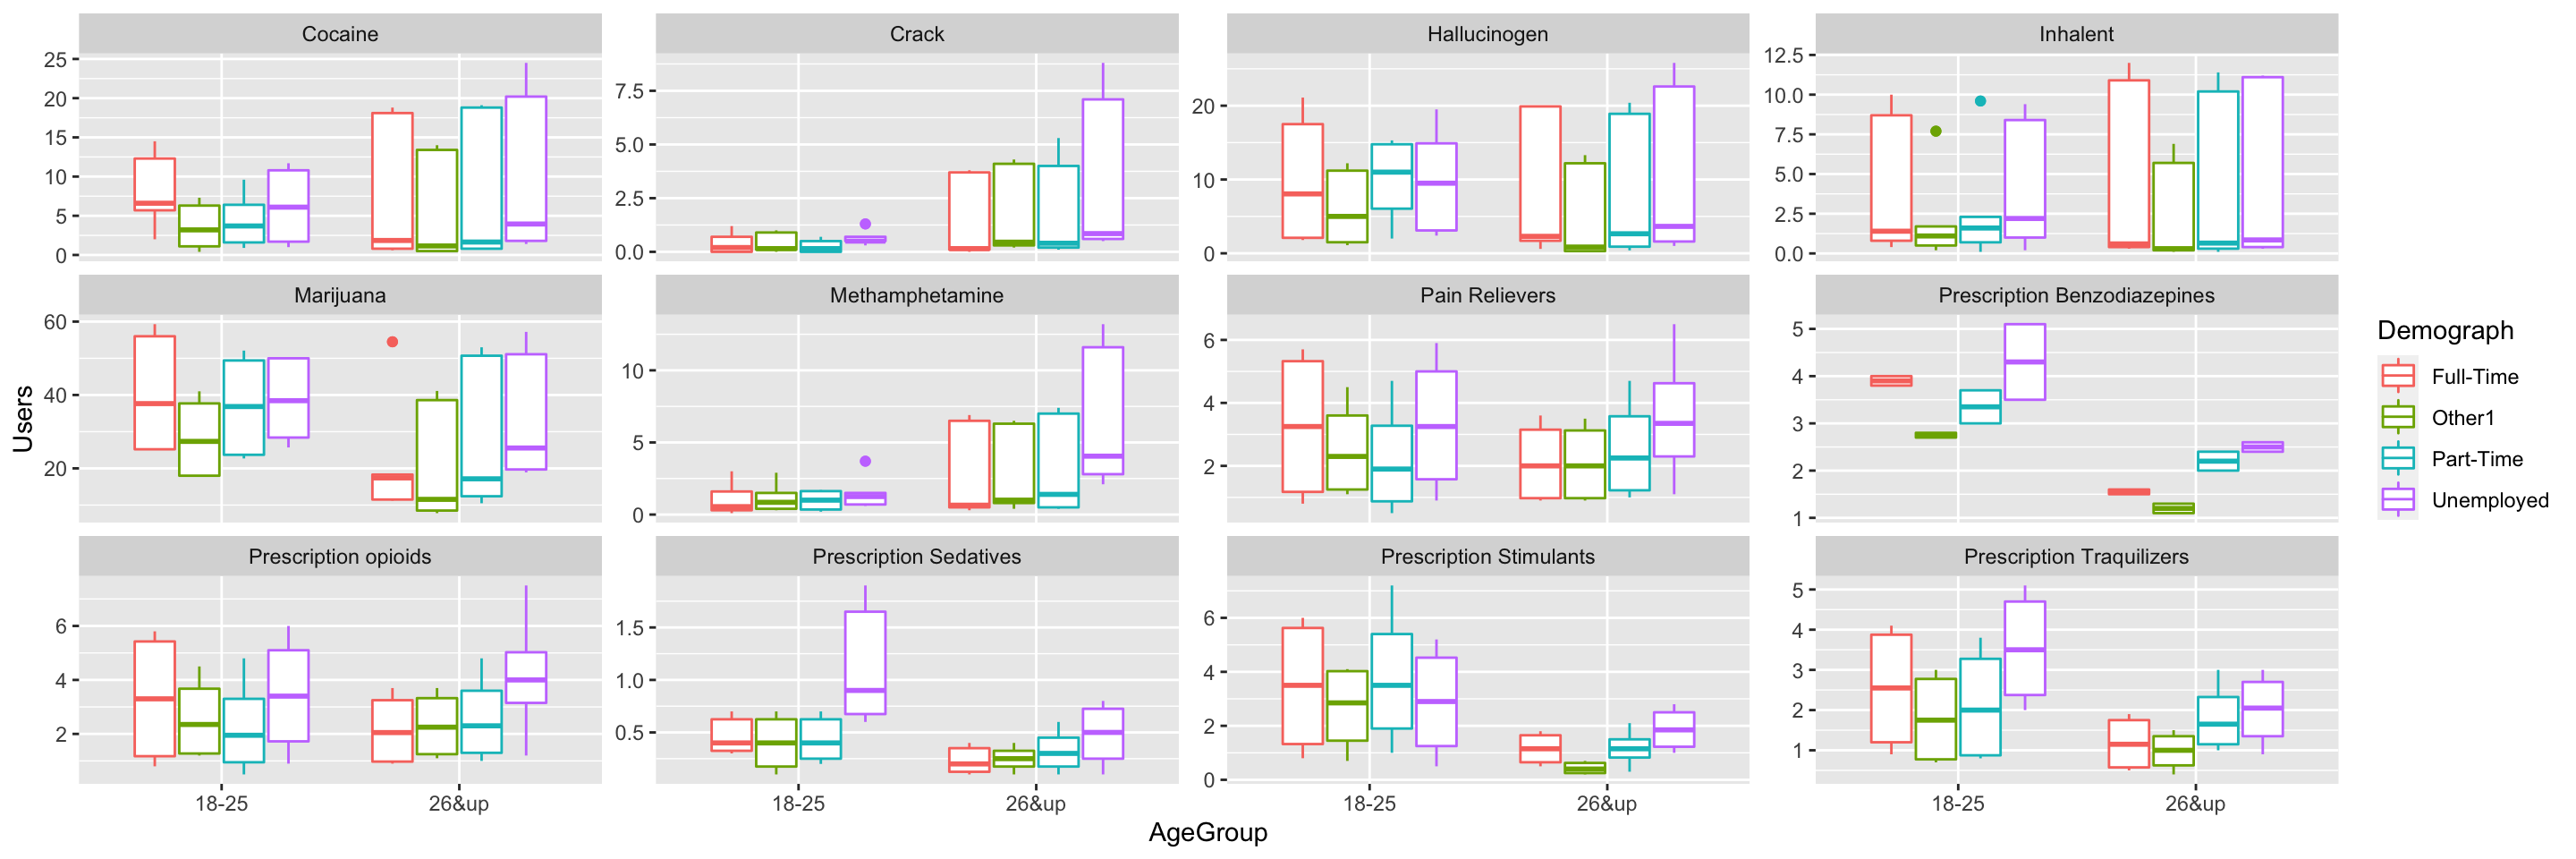 Cocaine
Crack
Hallucinogen
Inhalent
25
20
15
10
5
0
7.5
5.0
2.5
0.0
20
10
0
12.5
10.0
7.5
5.0
2.5
0.0
Marijuana
Methamphetamine
Pain Relievers
Prescription Benzodiazepines
60
40
20
10
5
0
6
4
2
5
4
3
2
1
Prescription opioids
Prescription Sedatives
Prescription Stimulants
Prescription Traquilizers
6
4
2
1.5
1.0
0.5
6
4
2
0
5
4
3
2
1
18-25
26&up
18-25
26&up
18-25
26&up
18-25
26&up
Users
AgeGroup
Demograph
Full-Time
Other1
Part-Time
Unemployed